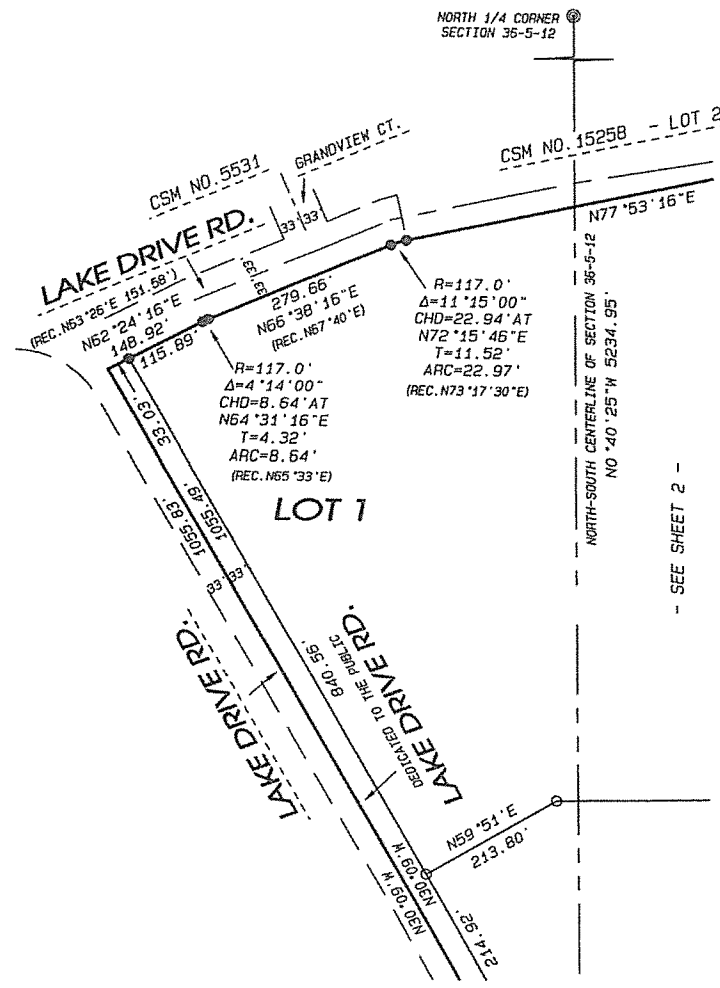 NORTH 1/4 CORNER
SECTION 36-5-12
CSM NO. 15258 - LOT 2
GRANDVIEW CT.
CSM NO. 5531
33' 33'
LAKE DRIVE RD.
33' 33'
N77°53'16"E
(REC. N63°26'E 151.58')
N62°24'16"E
148.92'
115.89'
279.66'
N66°38'16"E
(REC. N67°40'E)
R=117.0'
Δ=11°15'00"
CHD=22.94'AT
N72°15'46"E
T=11.52'
ARC=22.97'
(REC. N73°17'30"E)
R=117.0'
Δ=4°14'00"
CHD=8.64'AT
N64°31'16"E
T=4.32'
ARC=8.64'
(REC. N65°33'E)
NORTH-SOUTH CENTERLINE OF SECTION 36-5-12
N0°40'25"W 5234.95'
- SEE SHEET 2 -
33.03'
LOT 1
1055.83'
1055.49'
33' 33'
LAKE DRIVE RD.
840.56'
DEDICATED TO THE PUBLIC
LAKE DRIVE RD.
N59°51'E
213.80'
N30°09'W
N30°09'W
214.92'